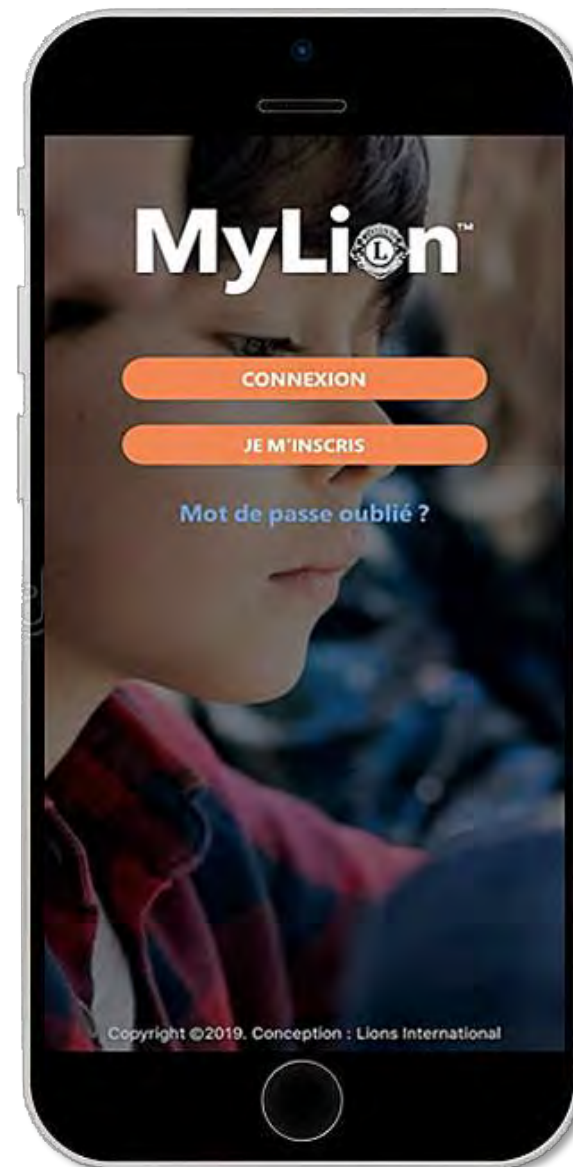 MyLion™
CONNEXION
JE M'INSCRIS
Mot de passe oublié ?
Copyright ©2019. Conception : Lions International